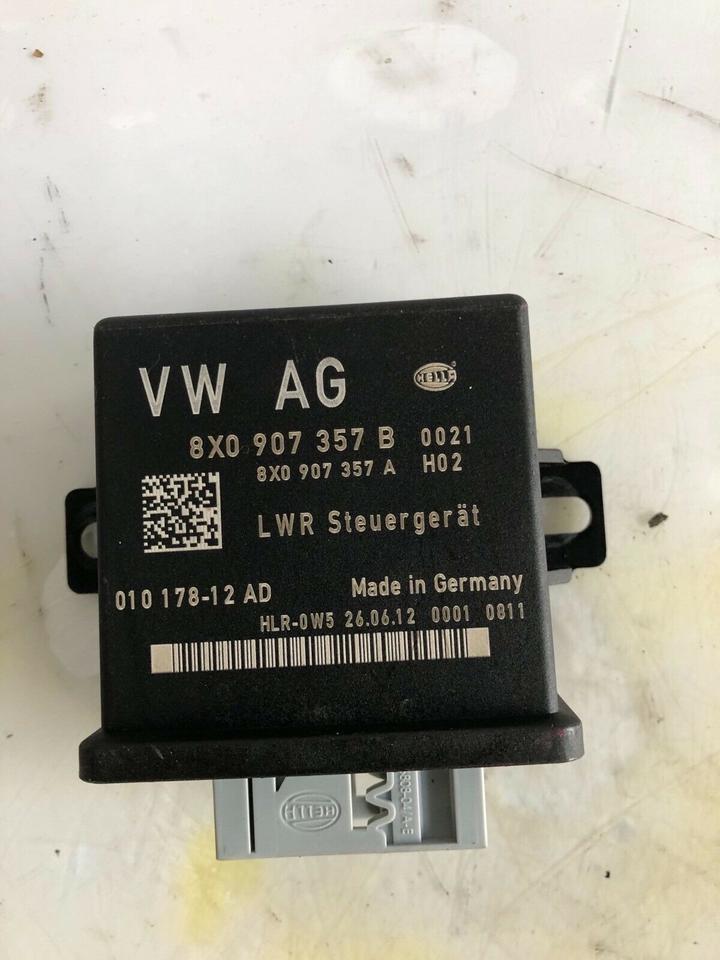 VW AG HELLA
8X0 907 357 B 0021
8X0 907 357 A H02
LWR Steuergerät
010 178-12 AD Made in Germany
HLR-0W5 26.06.12 0001 0811
HELLA